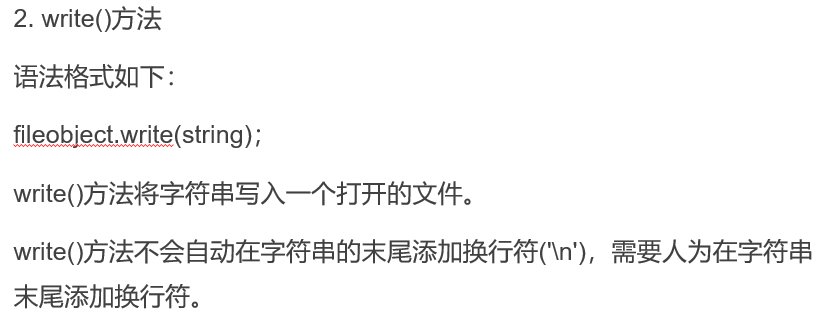 2. write()方法
语法格式如下：
fileobject.write(string)；
write()方法将字符串写入一个打开的文件。
write()方法不会自动在字符串的末尾添加换行符('\n')，需要人为在字符串
末尾添加换行符。